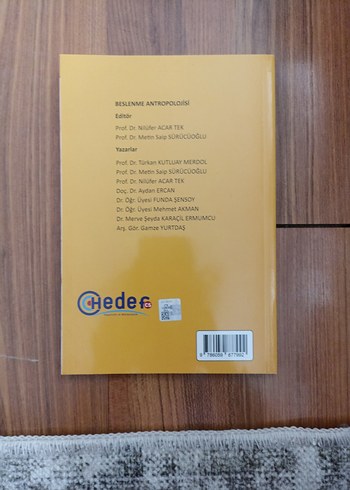 BESLENME ANTROPOLOJİSİ
Editör
Prof. Dr. Nilüfer ACAR TEK
Prof. Dr. Metin Saip SÜRÜCÜOĞLU
Yazarlar
Prof. Dr. Türkan KUTLUAY MERDOL
Prof. Dr. Metin Saip SÜRÜCÜOĞLU
Prof. Dr. Nilüfer ACAR TEK
Doç. Dr. Aydan ERCAN
Dr. Öğr. Üyesi FUNDA ŞENSOY
Dr. Öğr. Üyesi Mehmet AKMAN
Dr. Merve Şeyda KARAÇİL ERMUMCU
Arş. Gör. Gamze YURTDAŞ
Hedef